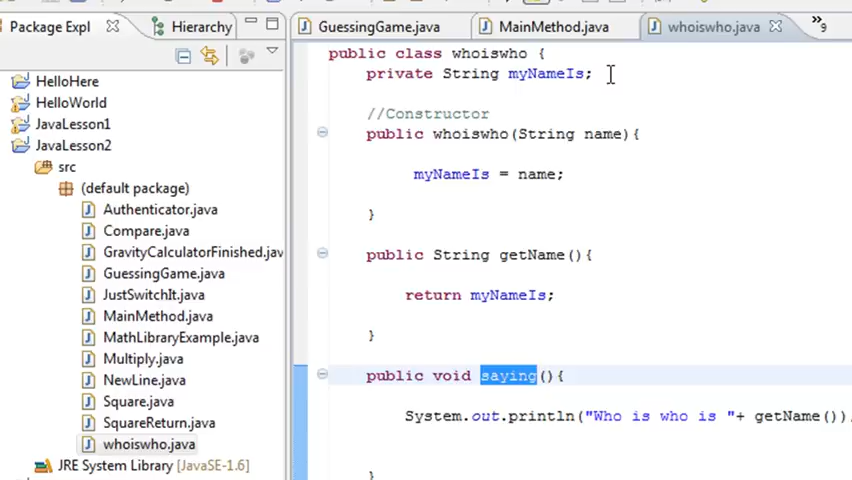 Package Expl
Hierarchy
GuessingGame.java
MainMethod.java
whoiswho.java
9
HelloHere
HelloWorld
JavaLesson1
JavaLesson2
src
(default package)
Authenticator.java
Compare.java
GravityCalculatorFinished.jav
GuessingGame.java
JustSwitchIt.java
MainMethod.java
MathLibraryExample.java
Multiply.java
NewLine.java
Square.java
SquareReturn.java
whoiswho.java
JRE System Library [JavaSE-1.6]
public class whoiswho {
private String myNameIs;
//Constructor
public whoiswho(String name){
myNameIs = name;
}
public String getName(){
return myNameIs;
}
public void saying(){
System.out.println("Who is who is "+ getName())
}